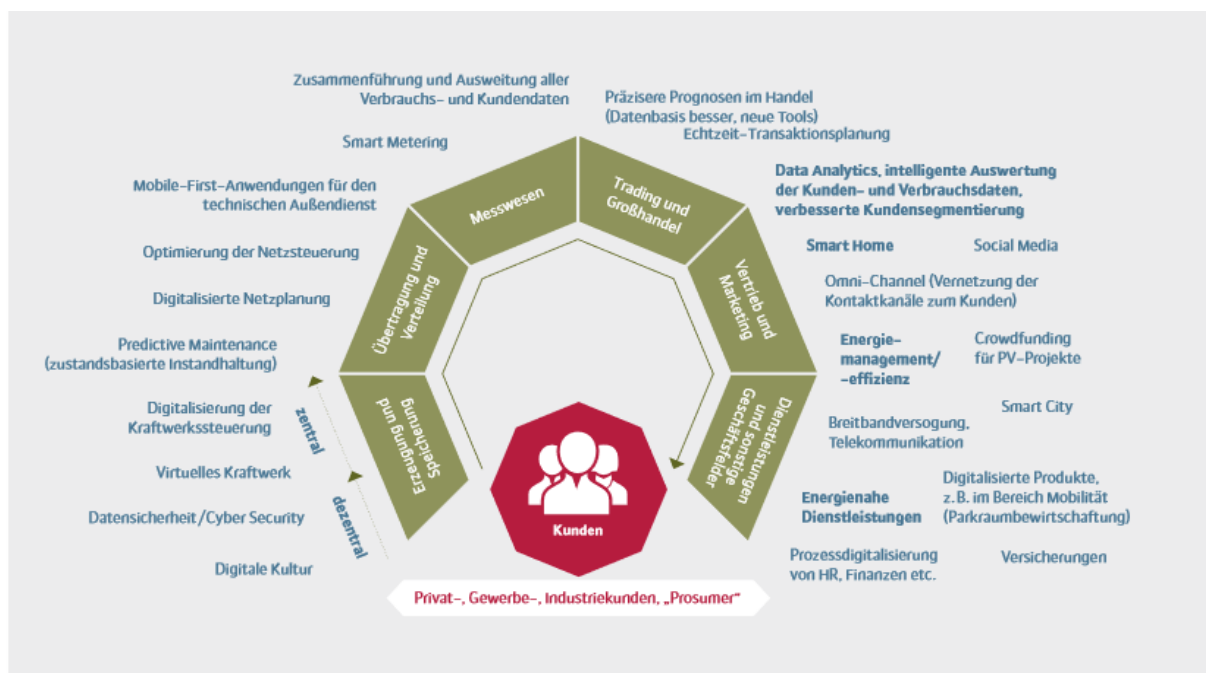 Zusammenführung und Ausweitung aller
Verbrauchs- und Kundendaten
Smart Metering
Mobile-First-Anwendungen für den
technischen Außendienst
Optimierung der Netzsteuerung
Digitalisierte Netzplanung
Predictive Maintenance
(zustandsbasierte Instandhaltung)
Digitalisierung der
Kraftwerkssteuerung
Virtuelles Kraftwerk
Datensicherheit/Cyber Security
Digitale Kultur
zentral
dezentral
Erzeugung und
Speicherung
Übertragung und
Verteilung
Messwesen
Trading und
Großhandel
Vertrieb und
Marketing
Dienstleistungen
und sonstige
Geschäftsfelder
Präzisere Prognosen im Handel
(Datenbasis besser, neue Tools)
Echtzeit-Transaktionsplanung
Data Analytics, intelligente Auswertung
der Kunden- und Verbrauchsdaten,
verbesserte Kundensegmentierung
Smart Home
Social Media
Omni-Channel (Vernetzung der
Kontaktkanäle zum Kunden)
Energie-
management/
-effizienz
Crowdfunding
für PV-Projekte
Smart City
Breitbandversogung,
Telekommunikation
Energienahe
Dienstleistungen
Digitalisierte Produkte,
z.B. im Bereich Mobilität
(Parkraumbewirtschaftung)
Prozessdigitalisierung
von HR, Finanzen etc.
Versicherungen
Kunden
Privat-, Gewerbe-, Industriekunden, „Prosumer“